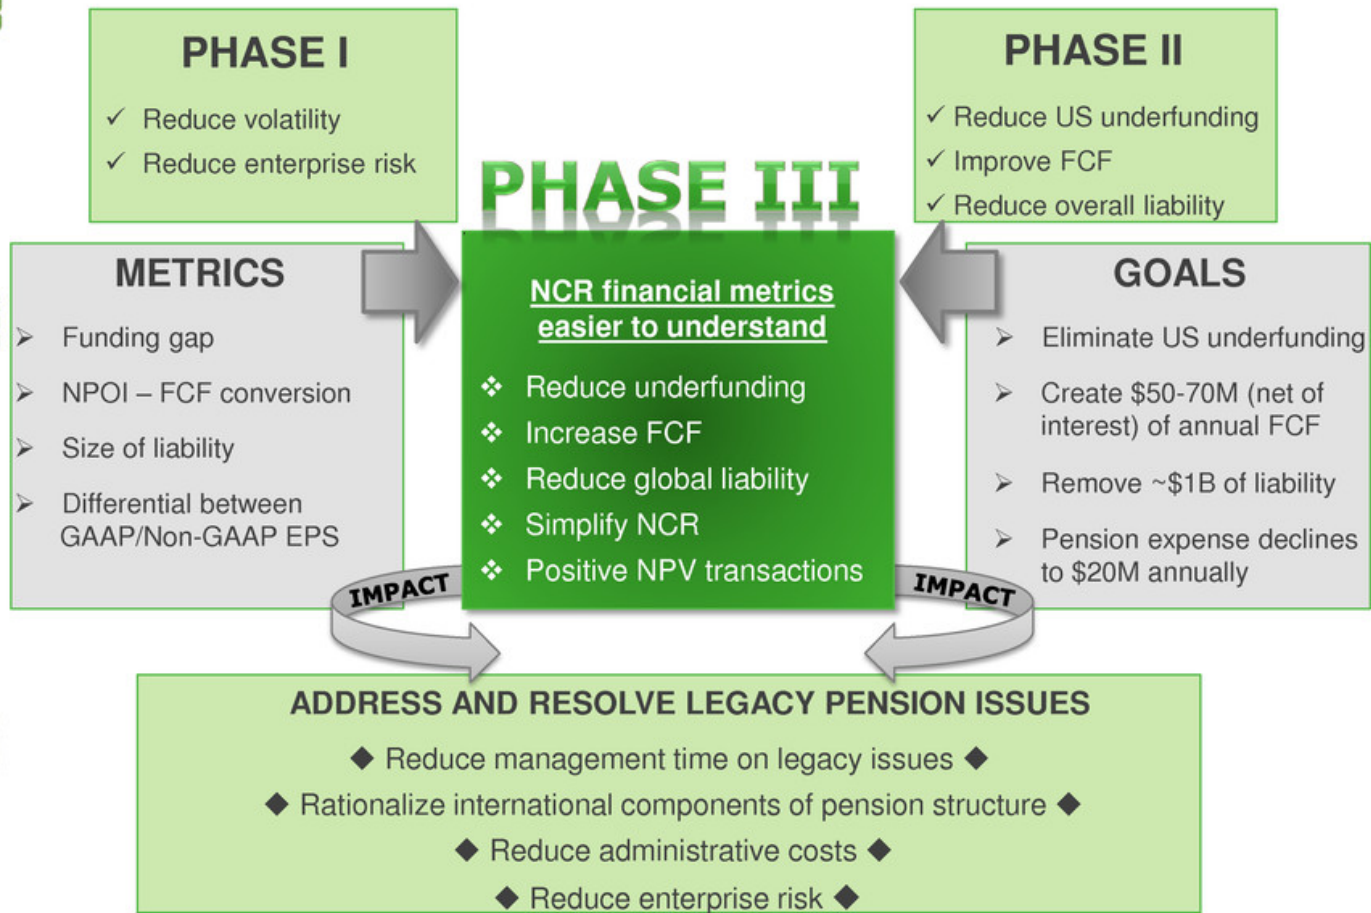 PHASE I
✓ Reduce volatility
✓ Reduce enterprise risk
PHASE II
✓ Reduce US underfunding
✓ Improve FCF
✓ Reduce overall liability
PHASE III
NCR financial metrics
easier to understand
❖ Reduce underfunding
❖ Increase FCF
❖ Reduce global liability
❖ Simplify NCR
❖ Positive NPV transactions
METRICS
➢ Funding gap
➢ NPOI – FCF conversion
➢ Size of liability
➢ Differential between
GAAP/Non-GAAP EPS
GOALS
➢ Eliminate US underfunding
➢ Create $50-70M (net of
interest) of annual FCF
➢ Remove ~$1B of liability
➢ Pension expense declines
to $20M annually
IMPACT
IMPACT
ADDRESS AND RESOLVE LEGACY PENSION ISSUES
◆ Reduce management time on legacy issues ◆
◆ Rationalize international components of pension structure ◆
◆ Reduce administrative costs ◆
◆ Reduce enterprise risk ◆